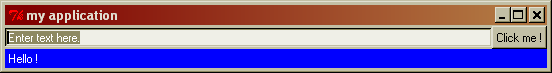 my application
Enter text here.
Click me !
Hello !